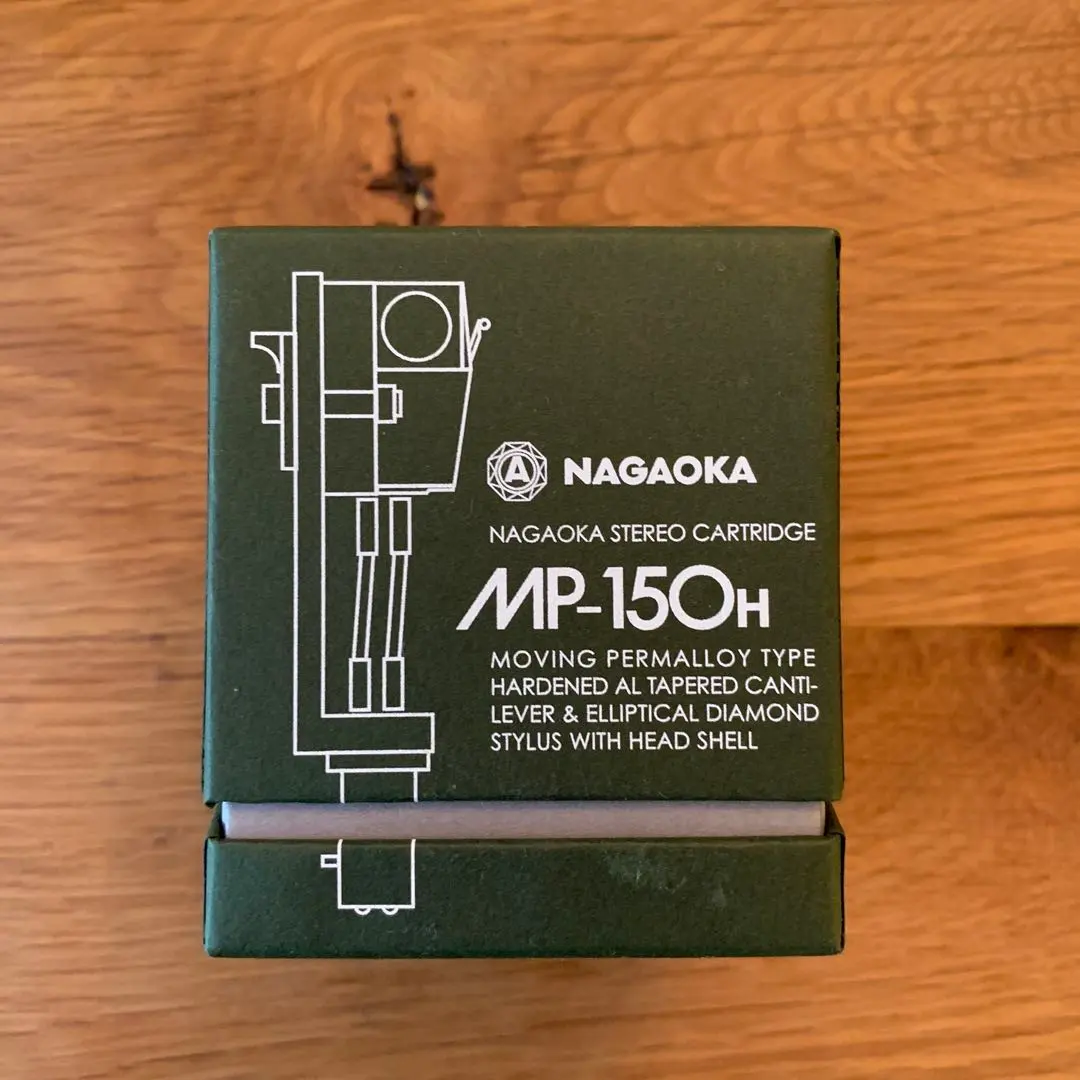 A NAGAOKA
NAGAOKA STEREO CARTRIDGE
MP-150H
MOVING PERMALLOY TYPE
HARDENED AL TAPERED CANTI-
LEVER & ELLIPTICAL DIAMOND
STYLUS WITH HEAD SHELL